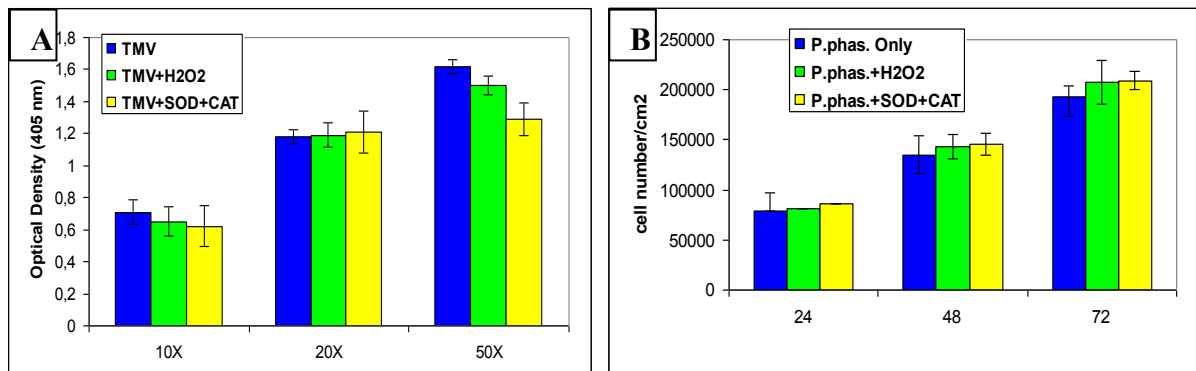 A
TMV
TMV+H2O2
TMV+SOD+CAT
Optical Density (405 nm)
1,8
1,6
1,4
1,2
1
0,8
0,6
0,4
0,2
0
10X
20X
50X
B
P.phas. Only
P.phas.+H2O2
P.phas.+SOD+CAT
cell number/cm2
250000
200000
150000
100000
50000
0
24
48
72